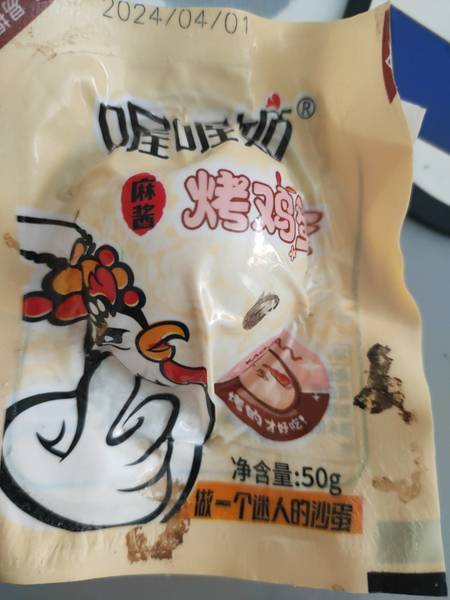 2024/04/01
喔喔奶®
麻酱
烤鸡蛋
烤的才好吃
净含量:50g
做一个迷人的沙蛋